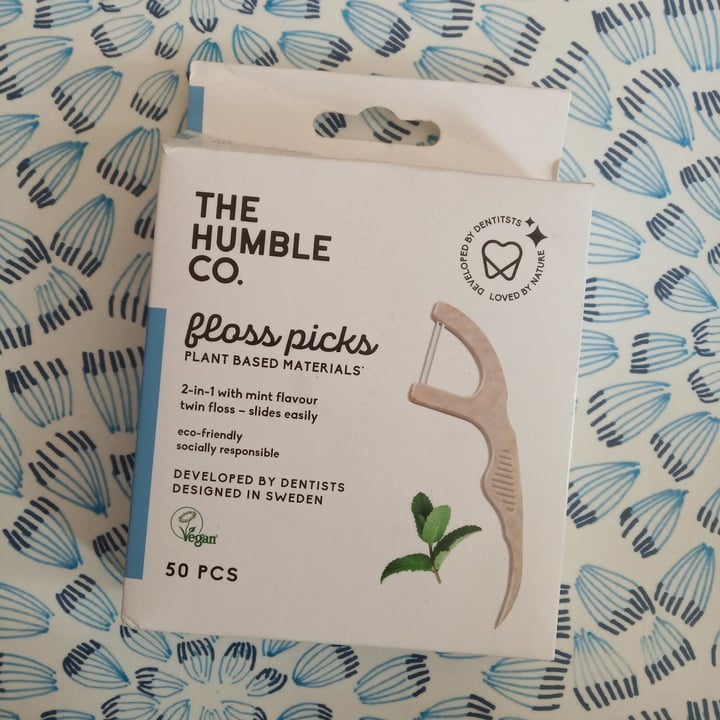 THE
HUMBLE
CO.
DEVELOPED BY DENTITSTS
LOVED BY NATURE
floss picks
PLANT BASED MATERIALS*
2-in-1 with mint flavour
twin floss – slides easily
eco-friendly
socially responsible
DEVELOPED BY DENTISTS
DESIGNED IN SWEDEN
Vegan
50 PCS